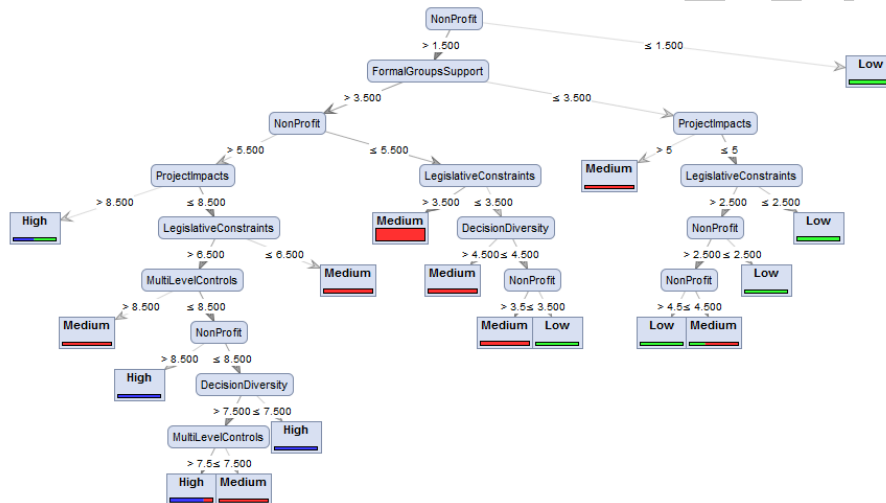 NonProfit
> 1.500 ≤ 1.500
FormalGroupsSupport Low
> 3.500 ≤ 3.500
NonProfit ProjectImpacts
> 5.500 ≤ 5.500 > 5 ≤ 5
ProjectImpacts LegislativeConstraints Medium LegislativeConstraints
> 8.500 ≤ 8.500 > 3.500 ≤ 3.500 > 2.500 ≤ 2.500
High LegislativeConstraints Medium DecisionDiversity NonProfit Low
> 6.500 ≤ 6.500 > 4.500 ≤ 4.500 > 2.500 ≤ 2.500
MultiLevelControls Medium Medium NonProfit NonProfit Low
> 8.500 ≤ 8.500 > 3.5 ≤ 3.500 > 4.5 ≤ 4.500
Medium NonProfit Medium Low Low Medium
> 8.500 ≤ 8.500
High DecisionDiversity
> 7.500 ≤ 7.500
MultiLevelControls High
> 7.5 ≤ 7.500
High Medium